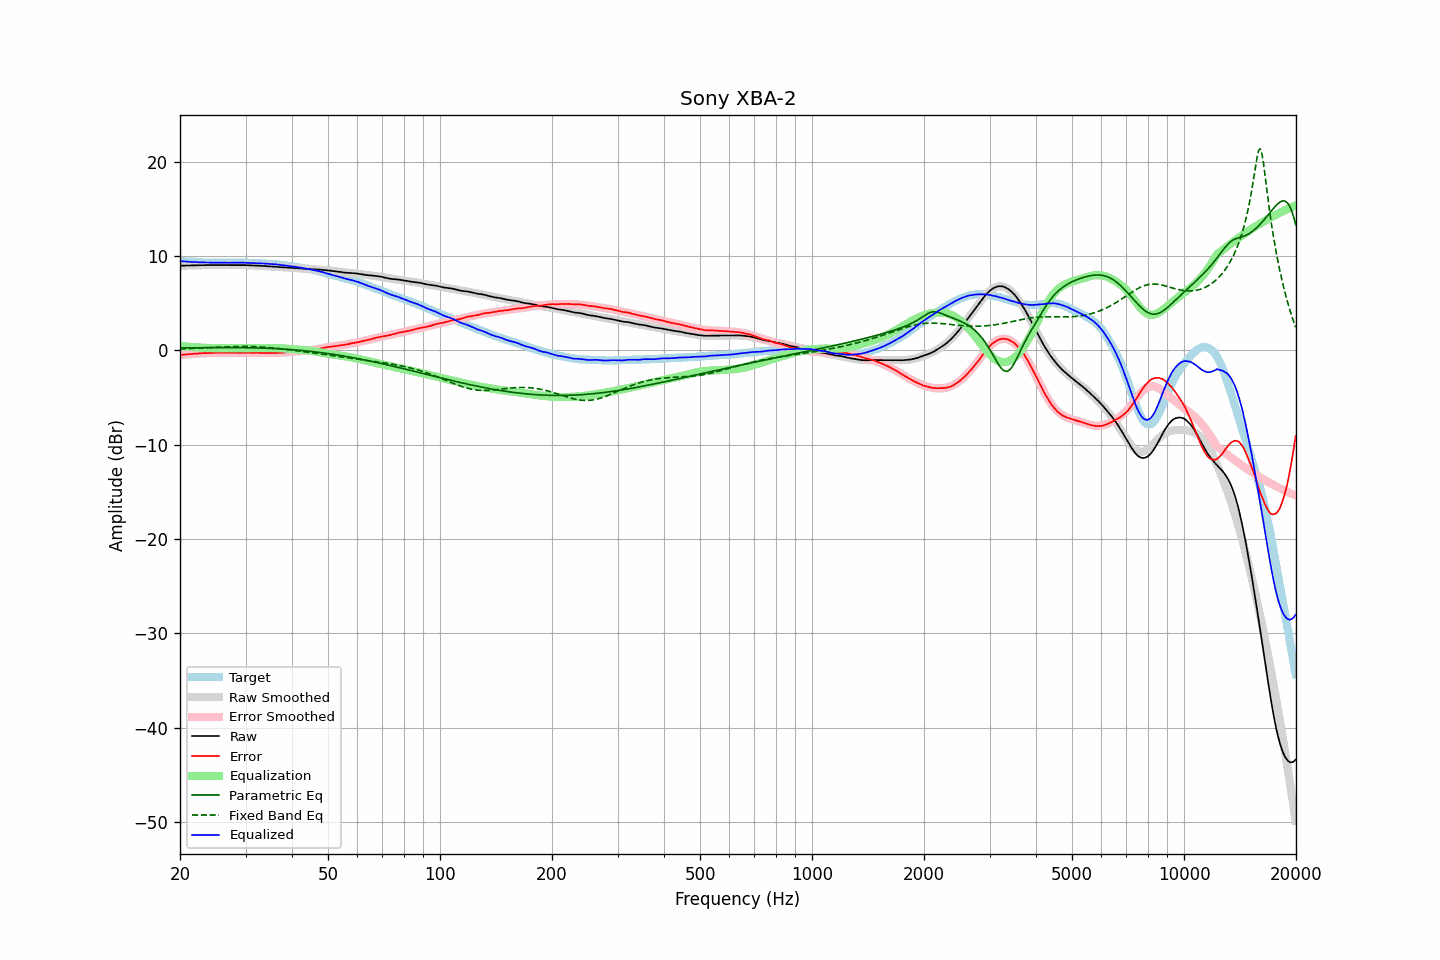 Sony XBA-2
Amplitude (dBr)
20
10
0
−10
−20
−30
−40
−50
Target
Raw Smoothed
Error Smoothed
Raw
Error
Equalization
Parametric Eq
Fixed Band Eq
Equalized
20 50 100 200 500 1000 2000 5000 10000 20000
Frequency (Hz)